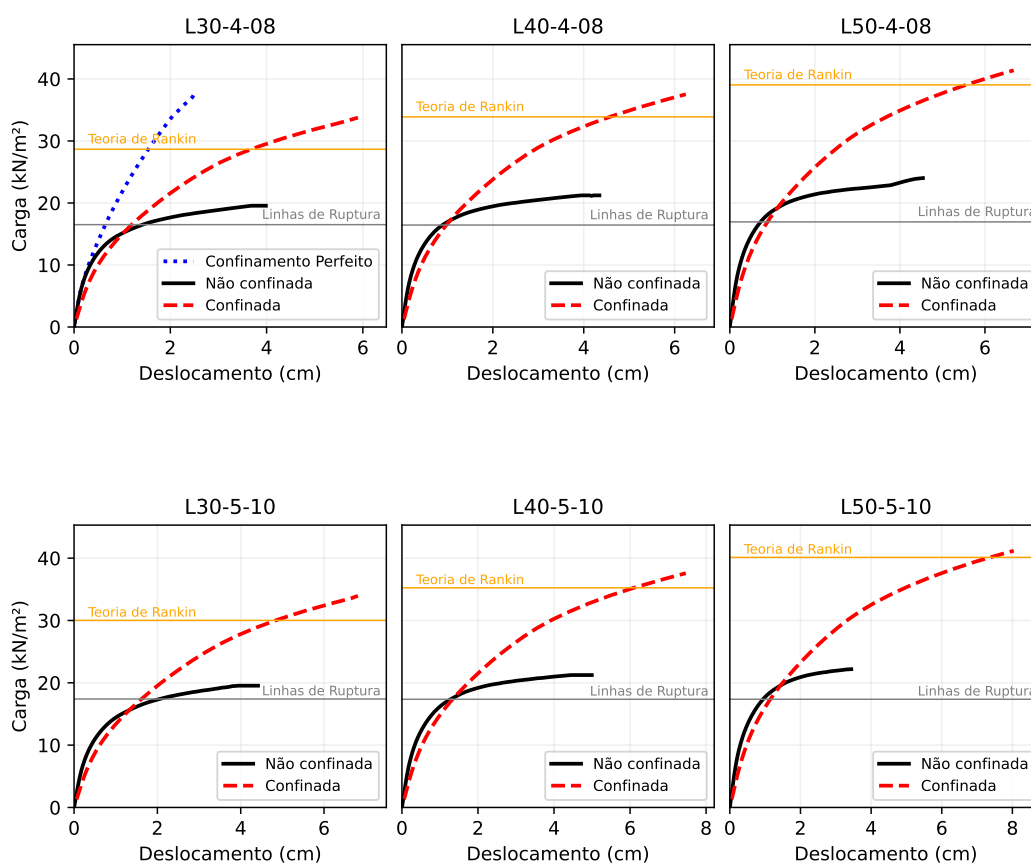 L30-4-08
L40-4-08
L50-4-08
Carga (kN/m²)
40
30
20
10
0
Teoria de Rankin
Linhas de Ruptura
Confinamento Perfeito
Não confinada
Confinada
0 2 4 6
Deslocamento (cm)
Teoria de Rankin
Linhas de Ruptura
Não confinada
Confinada
0 2 4 6
Deslocamento (cm)
Teoria de Rankin
Linhas de Ruptura
Não confinada
Confinada
0 2 4 6
Deslocamento (cm)
L30-5-10
L40-5-10
L50-5-10
Carga (kN/m²)
40
30
20
10
0
Teoria de Rankin
Linhas de Ruptura
Não confinada
Confinada
0 2 4 6
Deslocamento (cm)
Teoria de Rankin
Linhas de Ruptura
Não confinada
Confinada
0 2 4 6 8
Deslocamento (cm)
Teoria de Rankin
Linhas de Ruptura
Não confinada
Confinada
0 2 4 6 8
Deslocamento (cm)